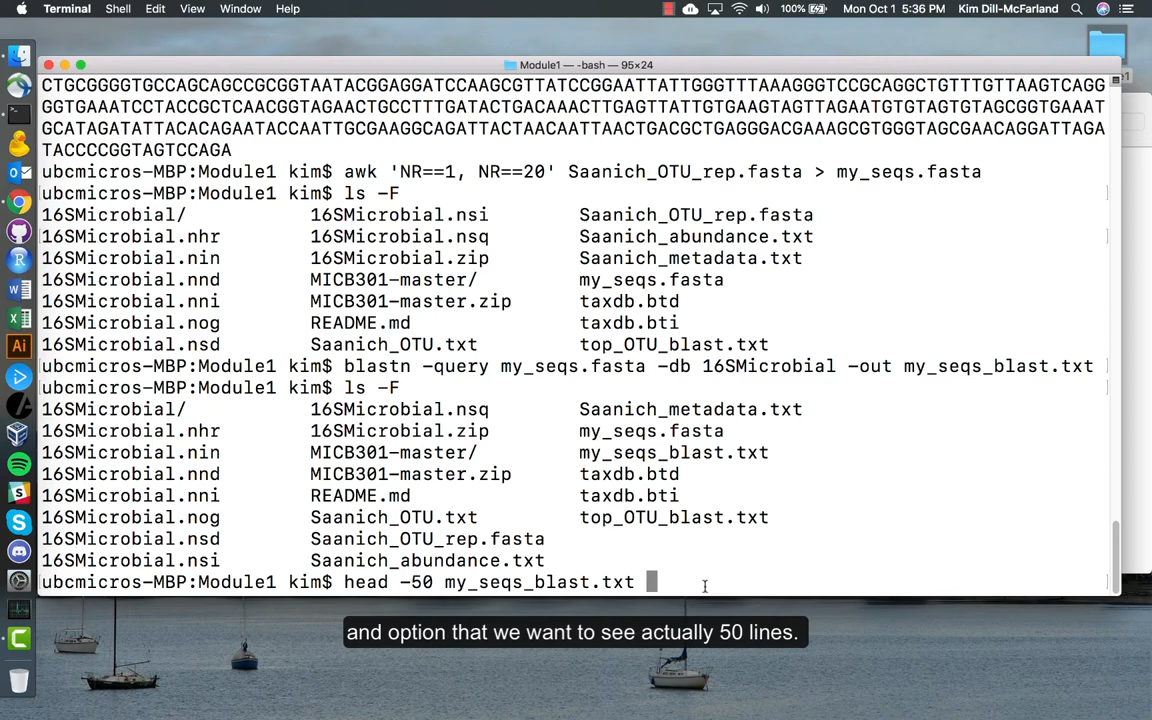 Terminal Shell Edit View Window Help 100% Mon Oct 1 5:36 PM Kim Dill-McFarland
Module1 — -bash — 95×24
CTGCGGGGTGCCAGCAGCCGCGGTAATACGGAGGATCCAAGCGTTATCCGGAATTATTGGGTTTAAAGGGTCCGCAGGCTGTTTGTTAAGTCAGG
GGTGAAATCCTACCGCTCAACGGTAGAACTGCCTTTGATACTGACAAACTTGAGTTATTGTGAAGTAGTTAGAATGTGTAGTGTAGCGGTGAAAT
GCATAGATATTACACAGAATACCAATTGCGAAGGCAGATTACTAACAATTAACTGACGCTGAGGGACGAAAGCGTGGGTAGCGAACAGGATTAGA
TACCCCGGTAGTCCAGA
ubcmicros-MBP:Module1 kim$ awk 'NR==1, NR==20' Saanich_OTU_rep.fasta > my_seqs.fasta
ubcmicros-MBP:Module1 kim$ ls -F
16SMicrobial/ 16SMicrobial.nsi Saanich_OTU_rep.fasta
16SMicrobial.nhr 16SMicrobial.nsq Saanich_abundance.txt
16SMicrobial.nin 16SMicrobial.zip Saanich_metadata.txt
16SMicrobial.nnd MICB301-master/ my_seqs.fasta
16SMicrobial.nni MICB301-master.zip taxdb.btd
16SMicrobial.nog README.md taxdb.bti
16SMicrobial.nsd Saanich_OTU.txt top_OTU_blast.txt
ubcmicros-MBP:Module1 kim$ blastn -query my_seqs.fasta -db 16SMicrobial -out my_seqs_blast.txt
ubcmicros-MBP:Module1 kim$ ls -F
16SMicrobial/ 16SMicrobial.nsq Saanich_metadata.txt
16SMicrobial.nhr 16SMicrobial.zip my_seqs.fasta
16SMicrobial.nin MICB301-master/ my_seqs_blast.txt
16SMicrobial.nnd MICB301-master.zip taxdb.btd
16SMicrobial.nni README.md taxdb.bti
16SMicrobial.nog Saanich_OTU.txt top_OTU_blast.txt
16SMicrobial.nsd Saanich_OTU_rep.fasta
16SMicrobial.nsi Saanich_abundance.txt
ubcmicros-MBP:Module1 kim$ head -50 my_seqs_blast.txt
and option that we want to see actually 50 lines.